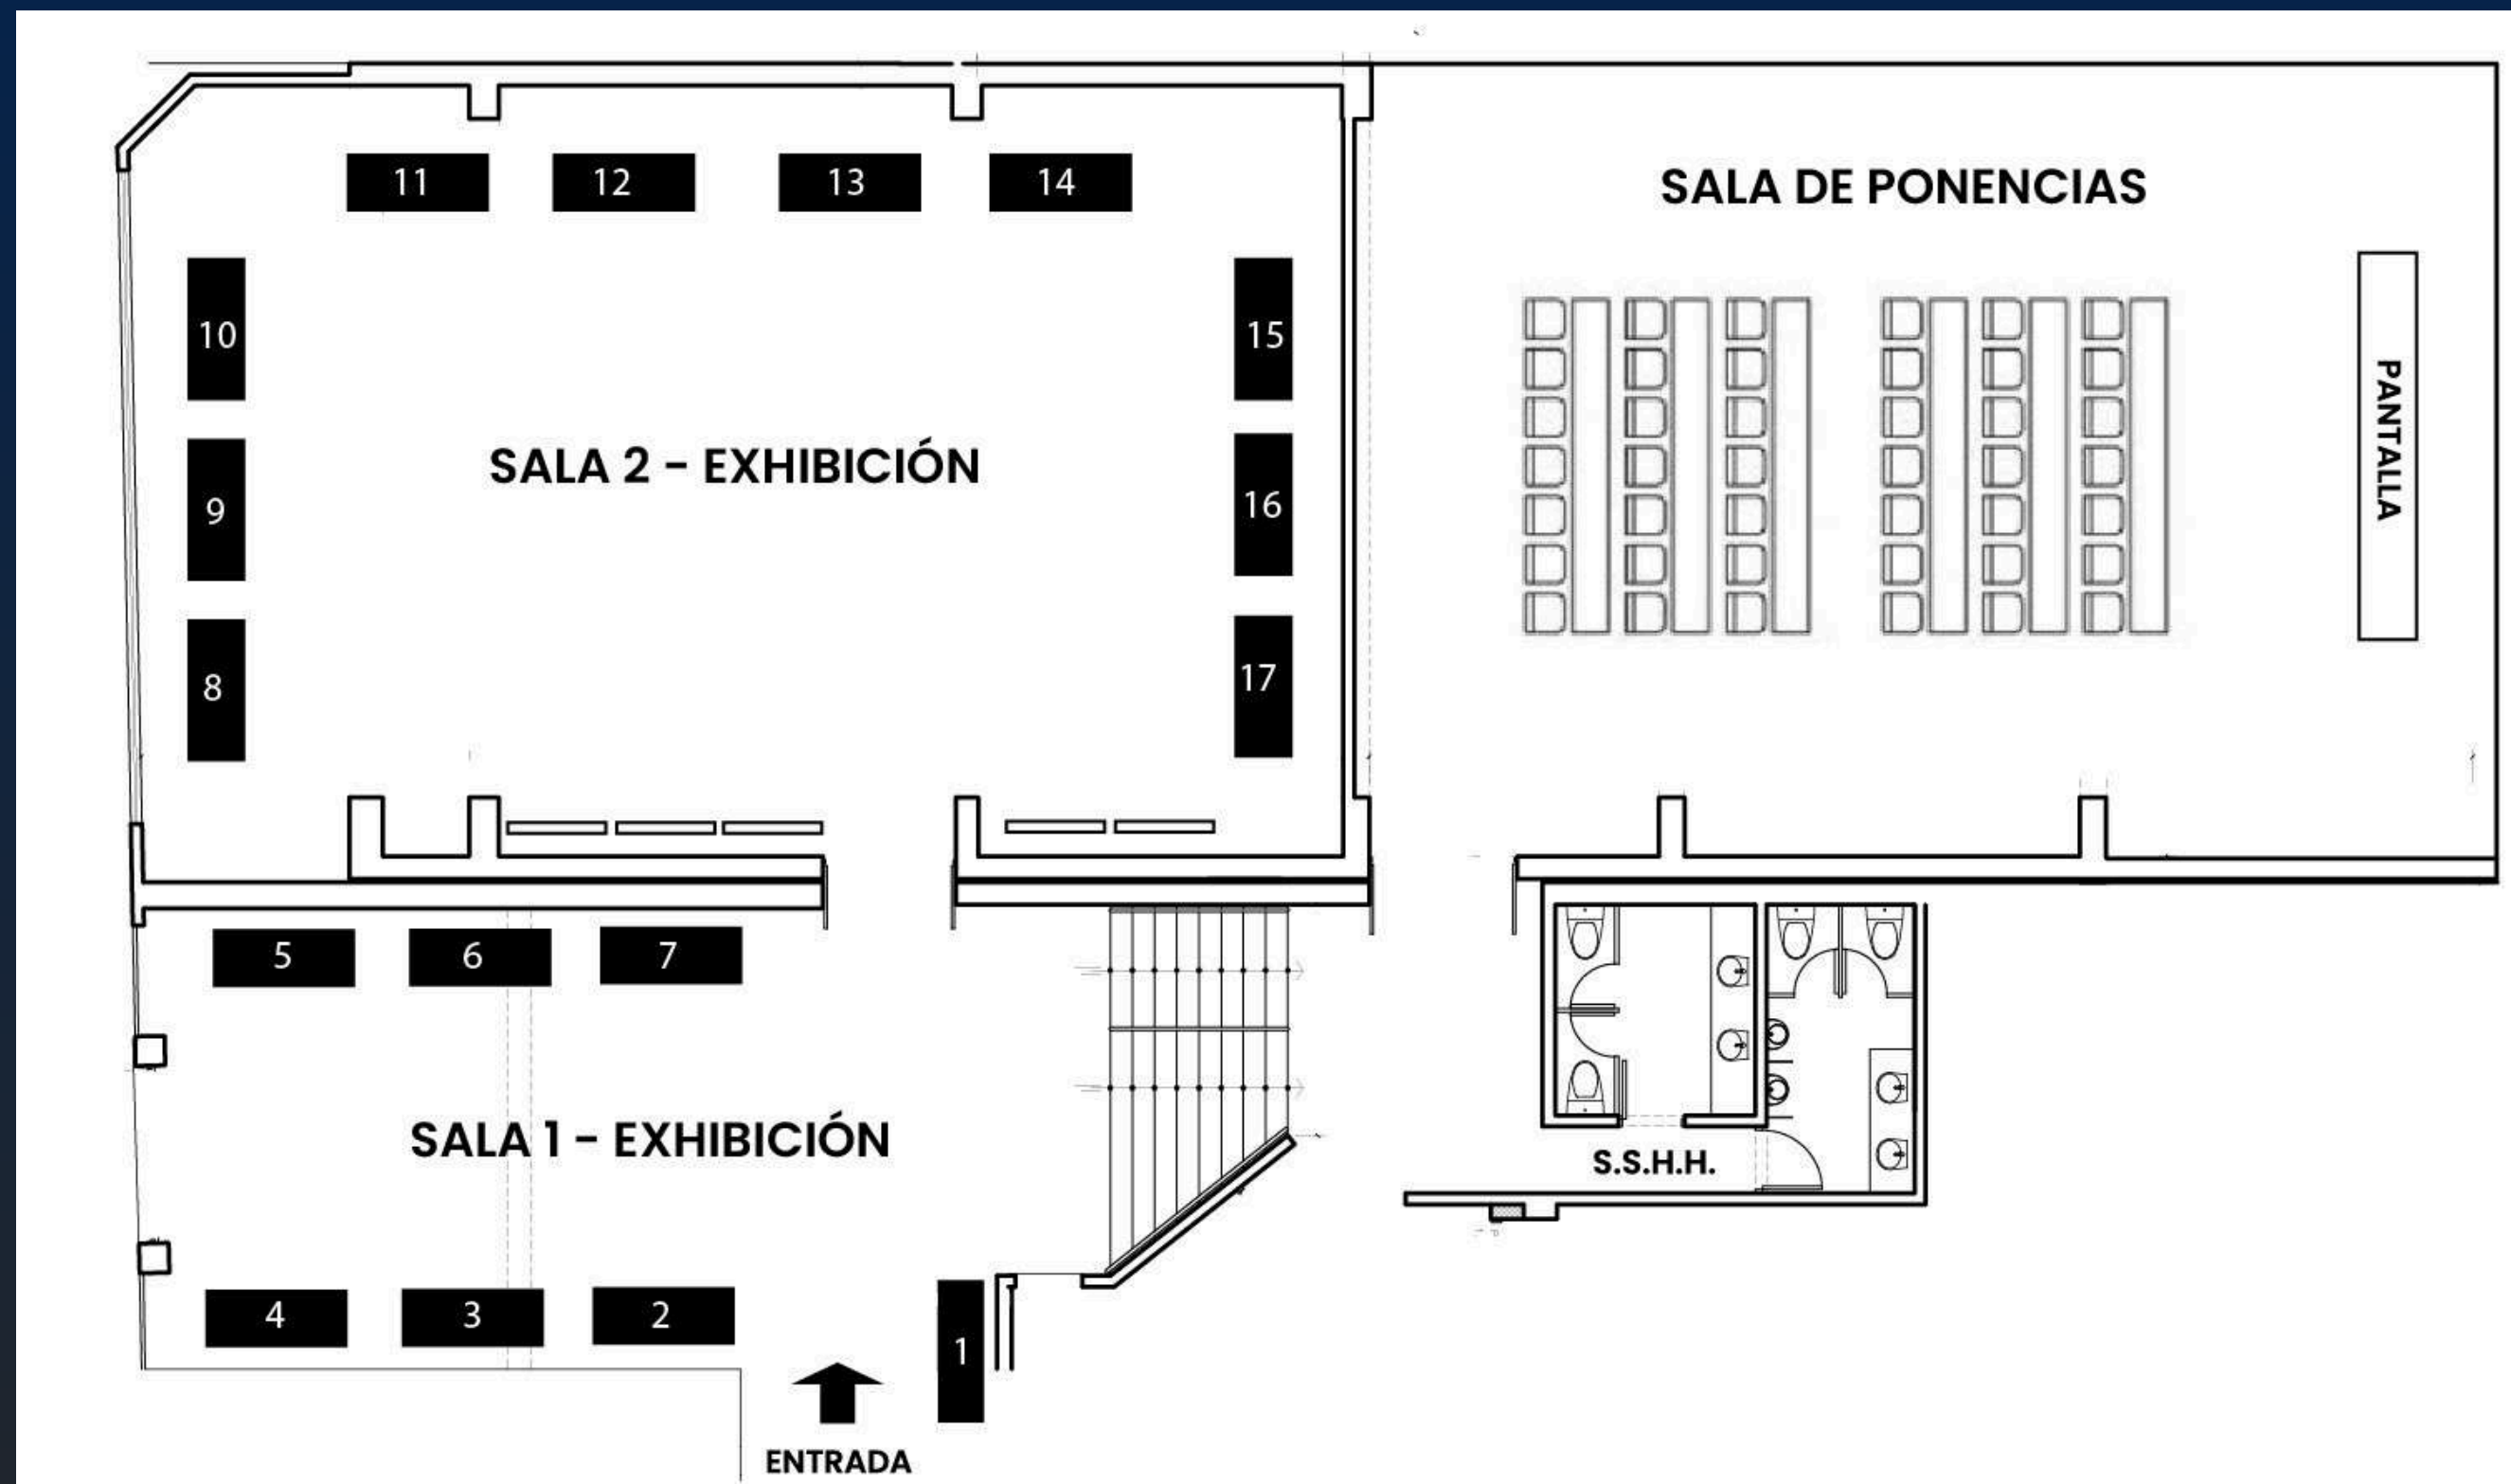 11
12
13
14
SALA DE PONENCIAS
10
15
PANTALLA
SALA 2 - EXHIBICIÓN
9
16
8
17
5
6
7
SALA 1 - EXHIBICIÓN
S.S.H.H.
4
3
2
1
ENTRADA